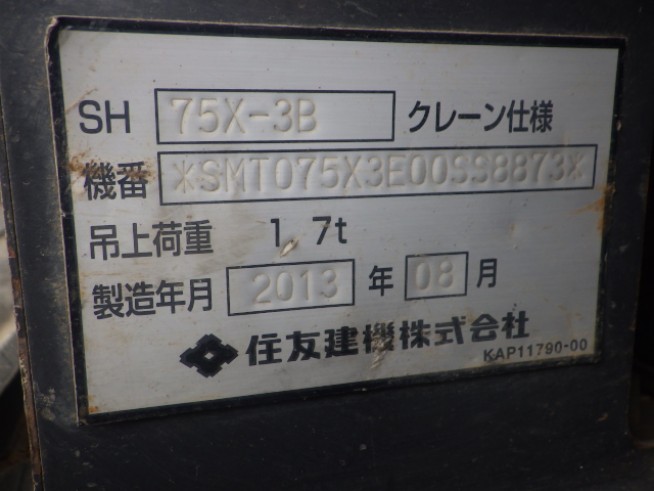 SH 75X-3B クレーン仕様
機番 *SMT075X3E00SS8873*
吊上荷重 1.7t
製造年月 2013 年 08 月
住友建機株式会社
KAP11790-00